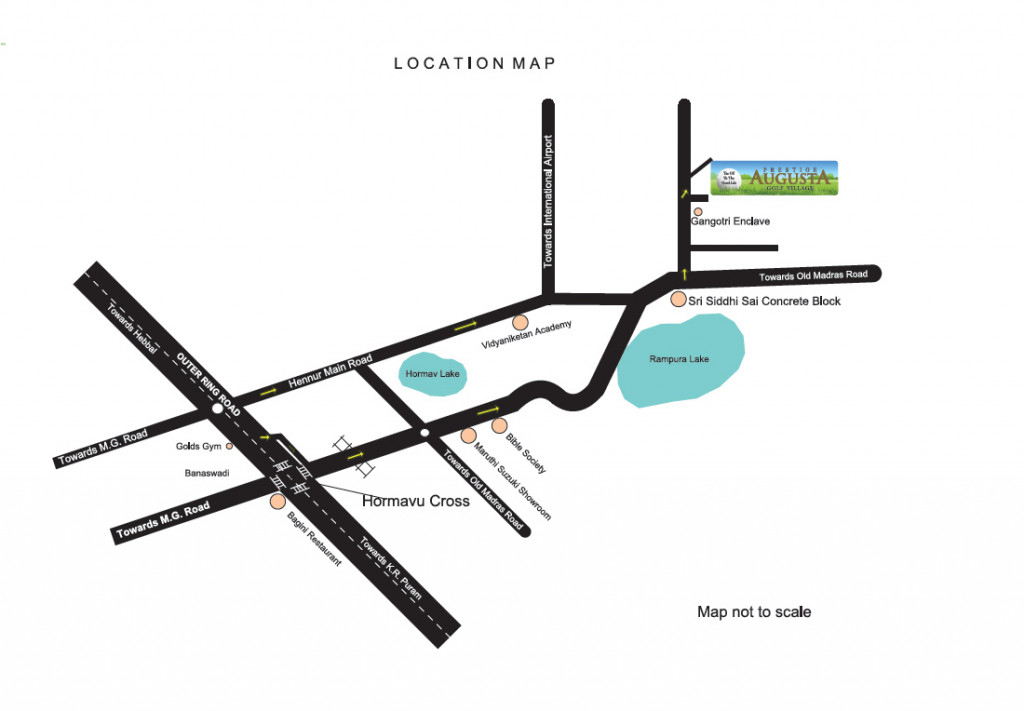 LOCATION MAP
Towards International Airport
PRESTIGE
AUGUSTA
GOLF VILLAGE
Gangotri Enclave
Towards Old Madras Road
Sri Siddhi Sai Concrete Block
Towards Hebbal
OUTER RING ROAD
Vidyaniketan Academy
Rampura Lake
Hennur Main Road
Hormav Lake
Towards M.G. Road
Golds Gym
Banaswadi
Bible Society
Maruthi Suzuki Showroom
Towards Old Madras Road
Hormavu Cross
Towards M.G. Road
Bagini Restaurant
Towards K.R. Puram
Map not to scale